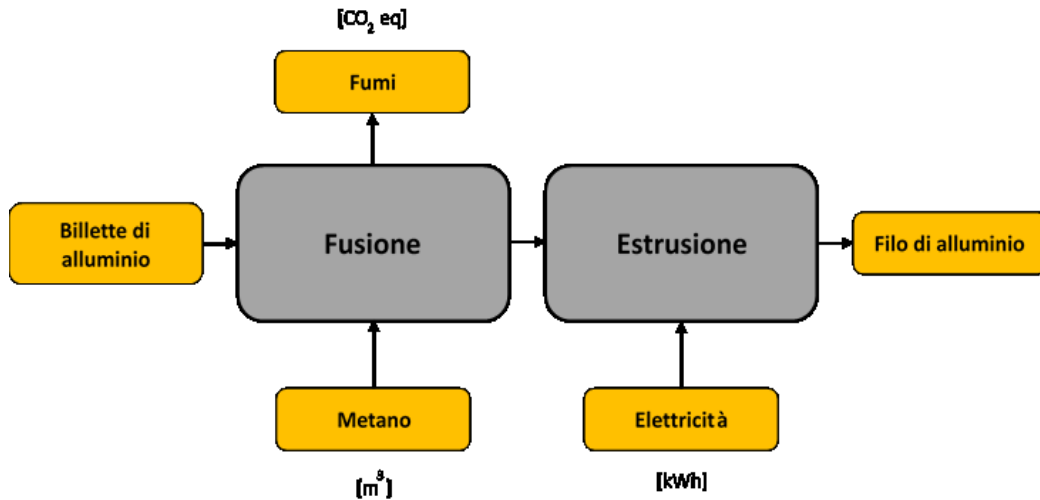 [CO₂ eq]
Fumi
Billette di
alluminio
Fusione
Estrusione
Filo di alluminio
Metano
Elettricità
[m³]
[kWh]